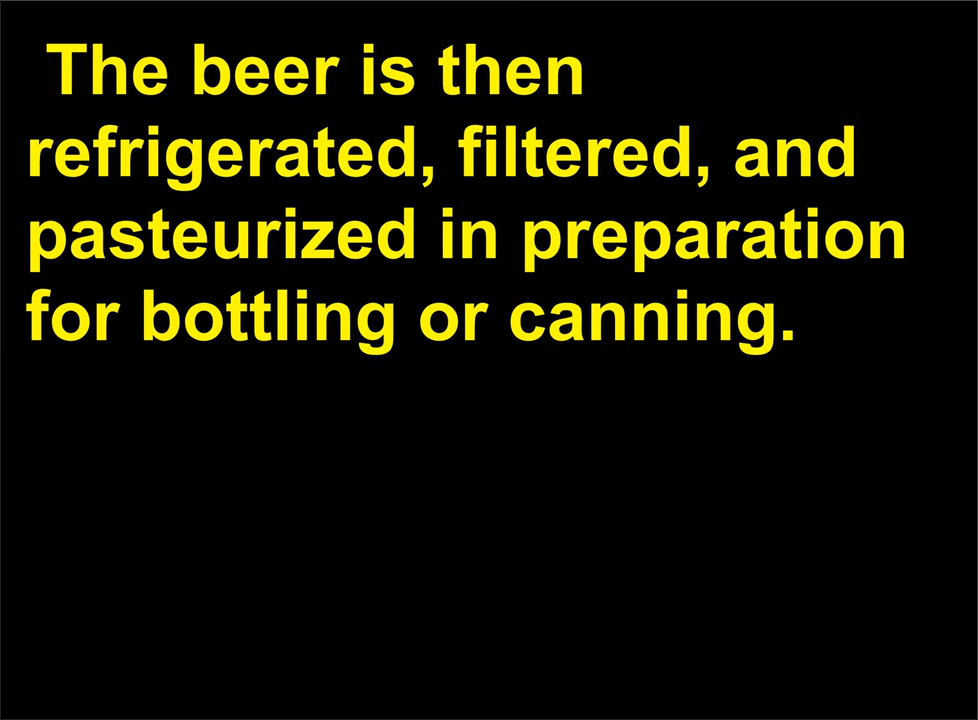 The beer is then
refrigerated, filtered, and
pasteurized in preparation
for bottling or canning.